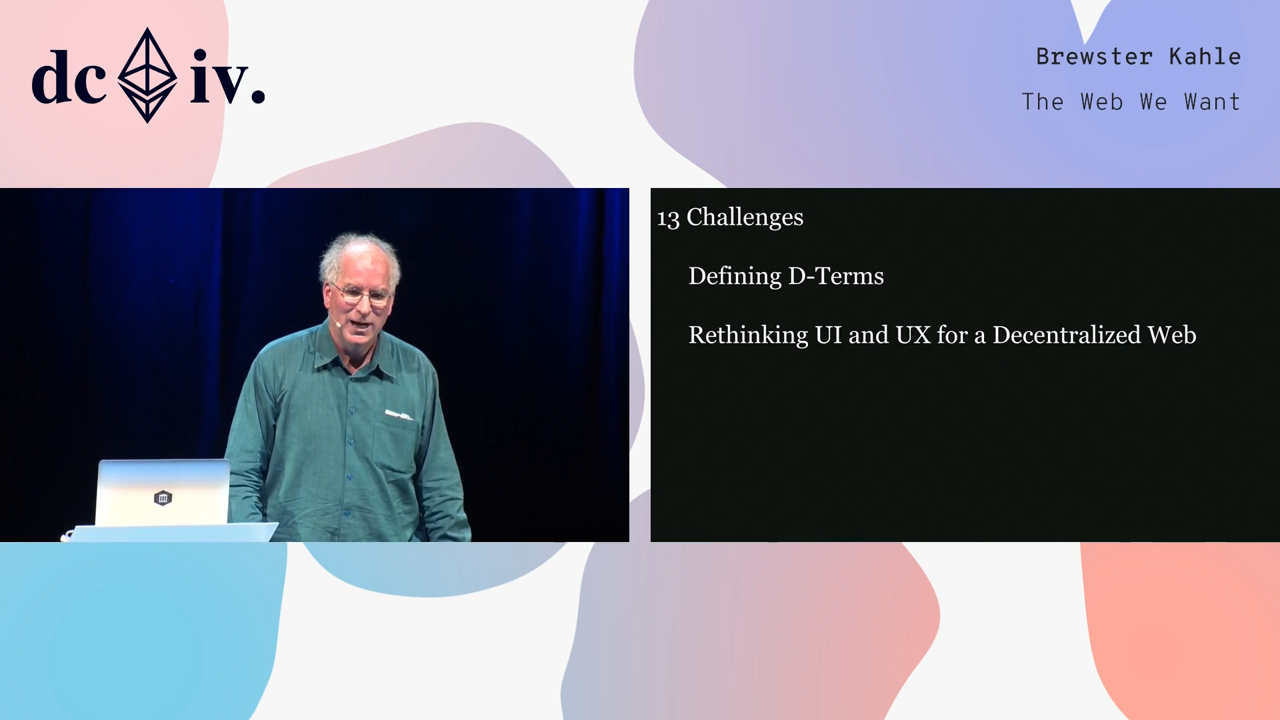 dc iv.
Brewster Kahle
The Web We Want
13 Challenges
Defining D-Terms
Rethinking UI and UX for a Decentralized Web